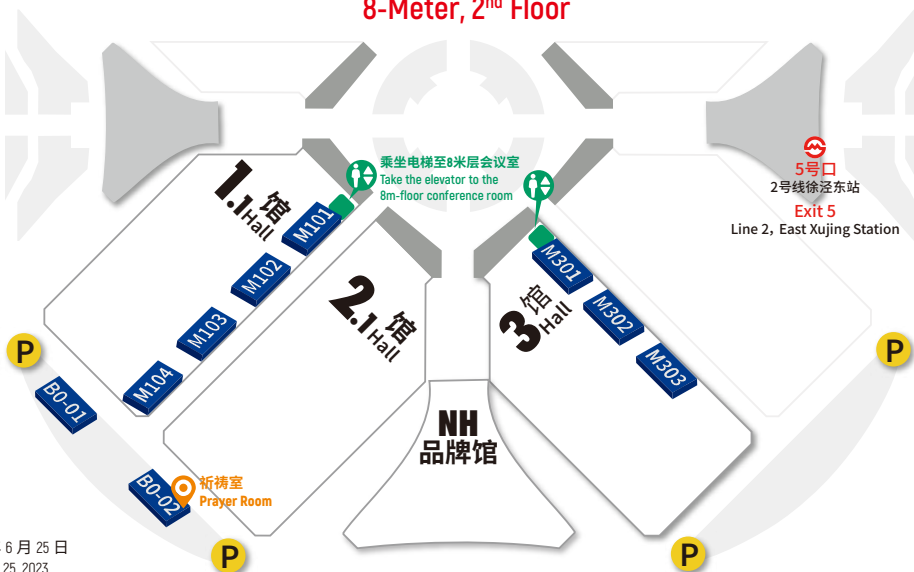 8-Meter, 2nd Floor
乘坐电梯至8米层会议室
Take the elevator to the
8m-floor conference room
5号口
2号线徐泾东站
Exit 5
Line 2, East Xujing Station
1.1馆
Hall
M101
M102
M103
M104
2.1馆
Hall
3馆
Hall
M301
M302
M303
P
P
B0-01
B0-02
祈祷室
Prayer Room
NH
品牌馆
P
P
6 月 25 日
25, 2023